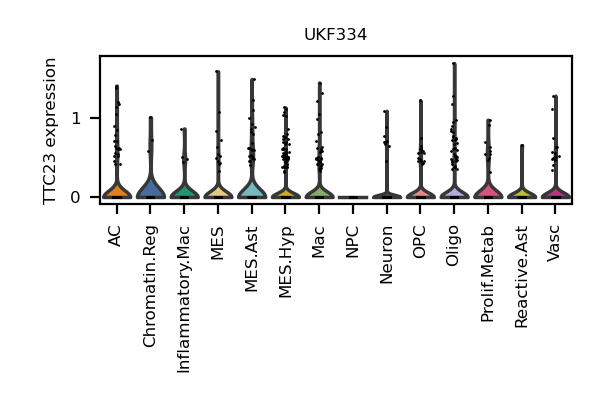 UKF334
TTC23 expression
1
0
AC
Chromatin.Reg
Inflammatory.Mac
MES
MES.Ast
MES.Hyp
Mac
NPC
Neuron
OPC
Oligo
Prolif.Metab
Reactive.Ast
Vasc